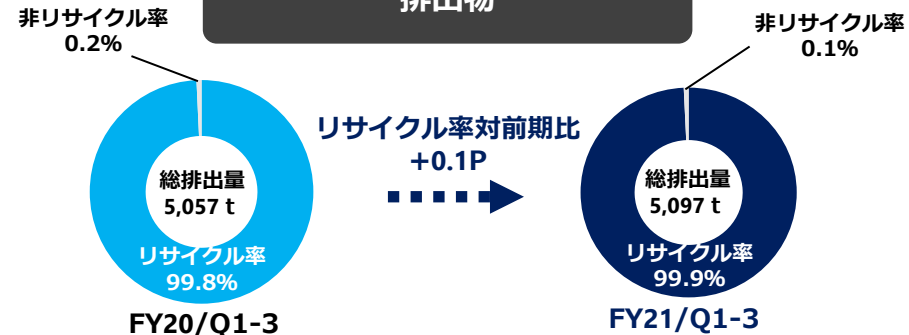 排出物
非リサイクル率
0.2%
総排出量
5,057 t
リサイクル率
99.8%
FY20/Q1-3
リサイクル率対前期比
+0.1P
非リサイクル率
0.1%
総排出量
5,097 t
リサイクル率
99.9%
FY21/Q1-3